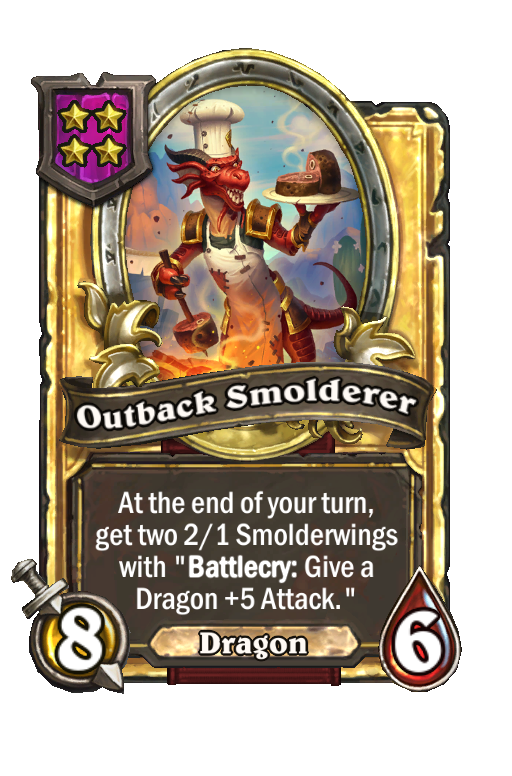 Outback Smolderer
At the end of your turn,
get two 2/1 Smolderwings
with "Battlecry: Give a
Dragon +5 Attack."
8
Dragon
6